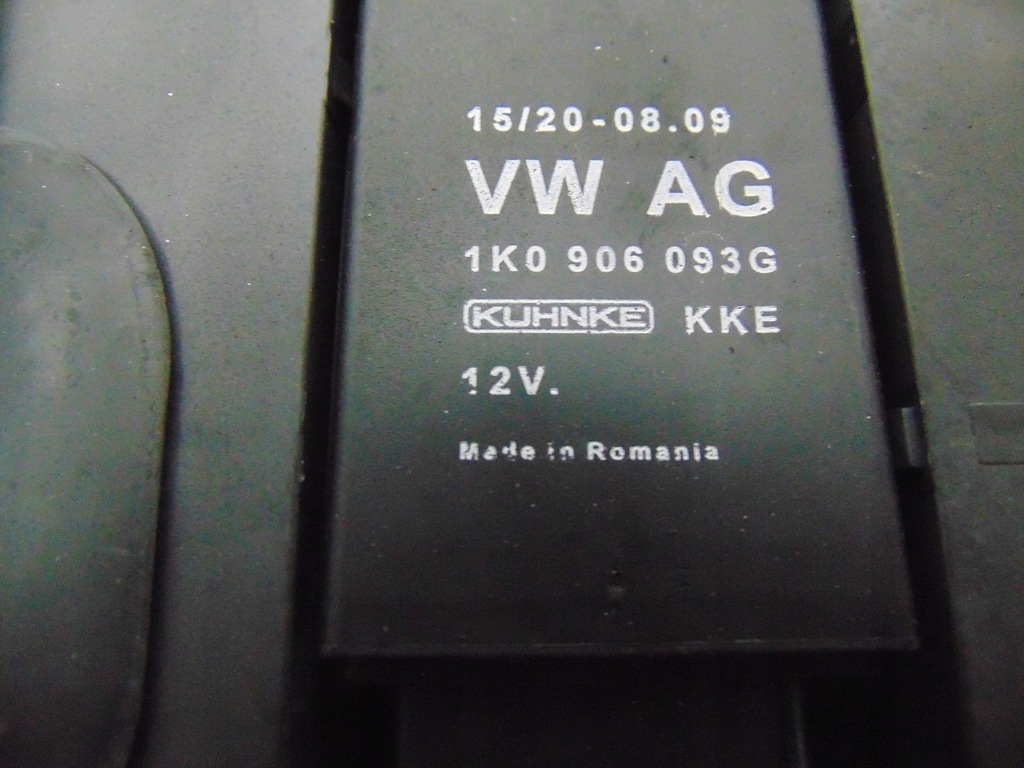 15/20-08.09
VW AG
1K0 906 093G
KUHNKE KKE
12V.
Made in Romania